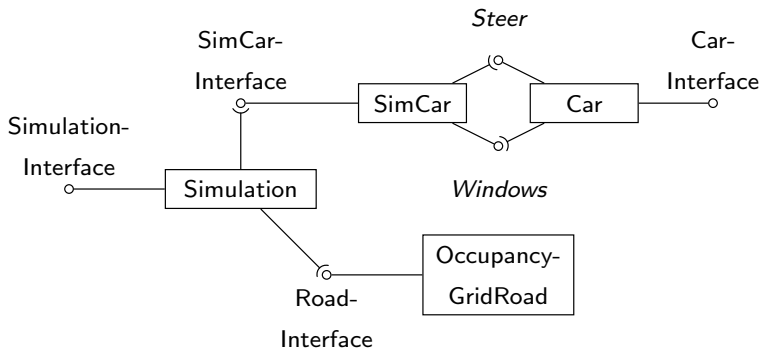 Steer
SimCar-
Interface
Car-
Interface
SimCar
Car
Simulation-
Interface
Simulation
Windows
Occupancy-
GridRoad
Road-
Interface